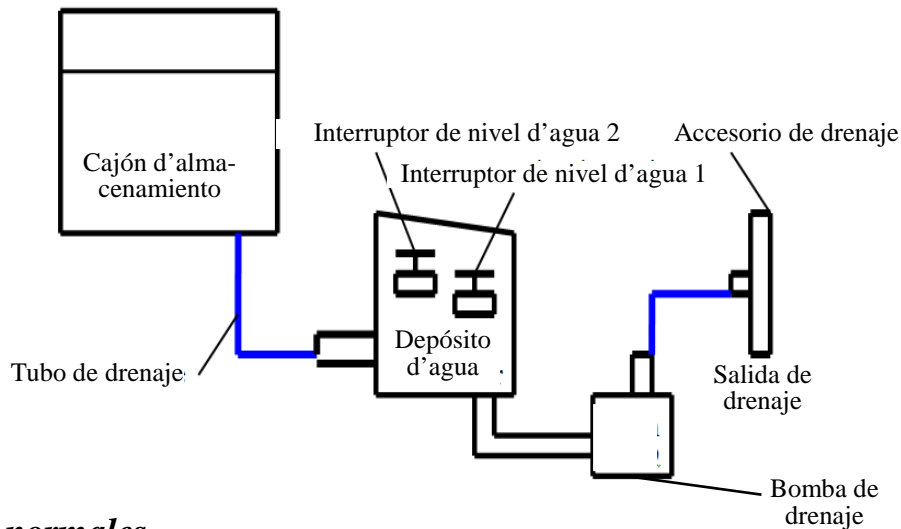 Interruptor de nivel d’agua 2
Accesorio de drenaje
Cajón d’alma-
cenamiento
Interruptor de nivel d’agua 1
Depósito
d’agua
Tubo de drenaje
Salida de
drenaje
Bomba de
drenaje
normales